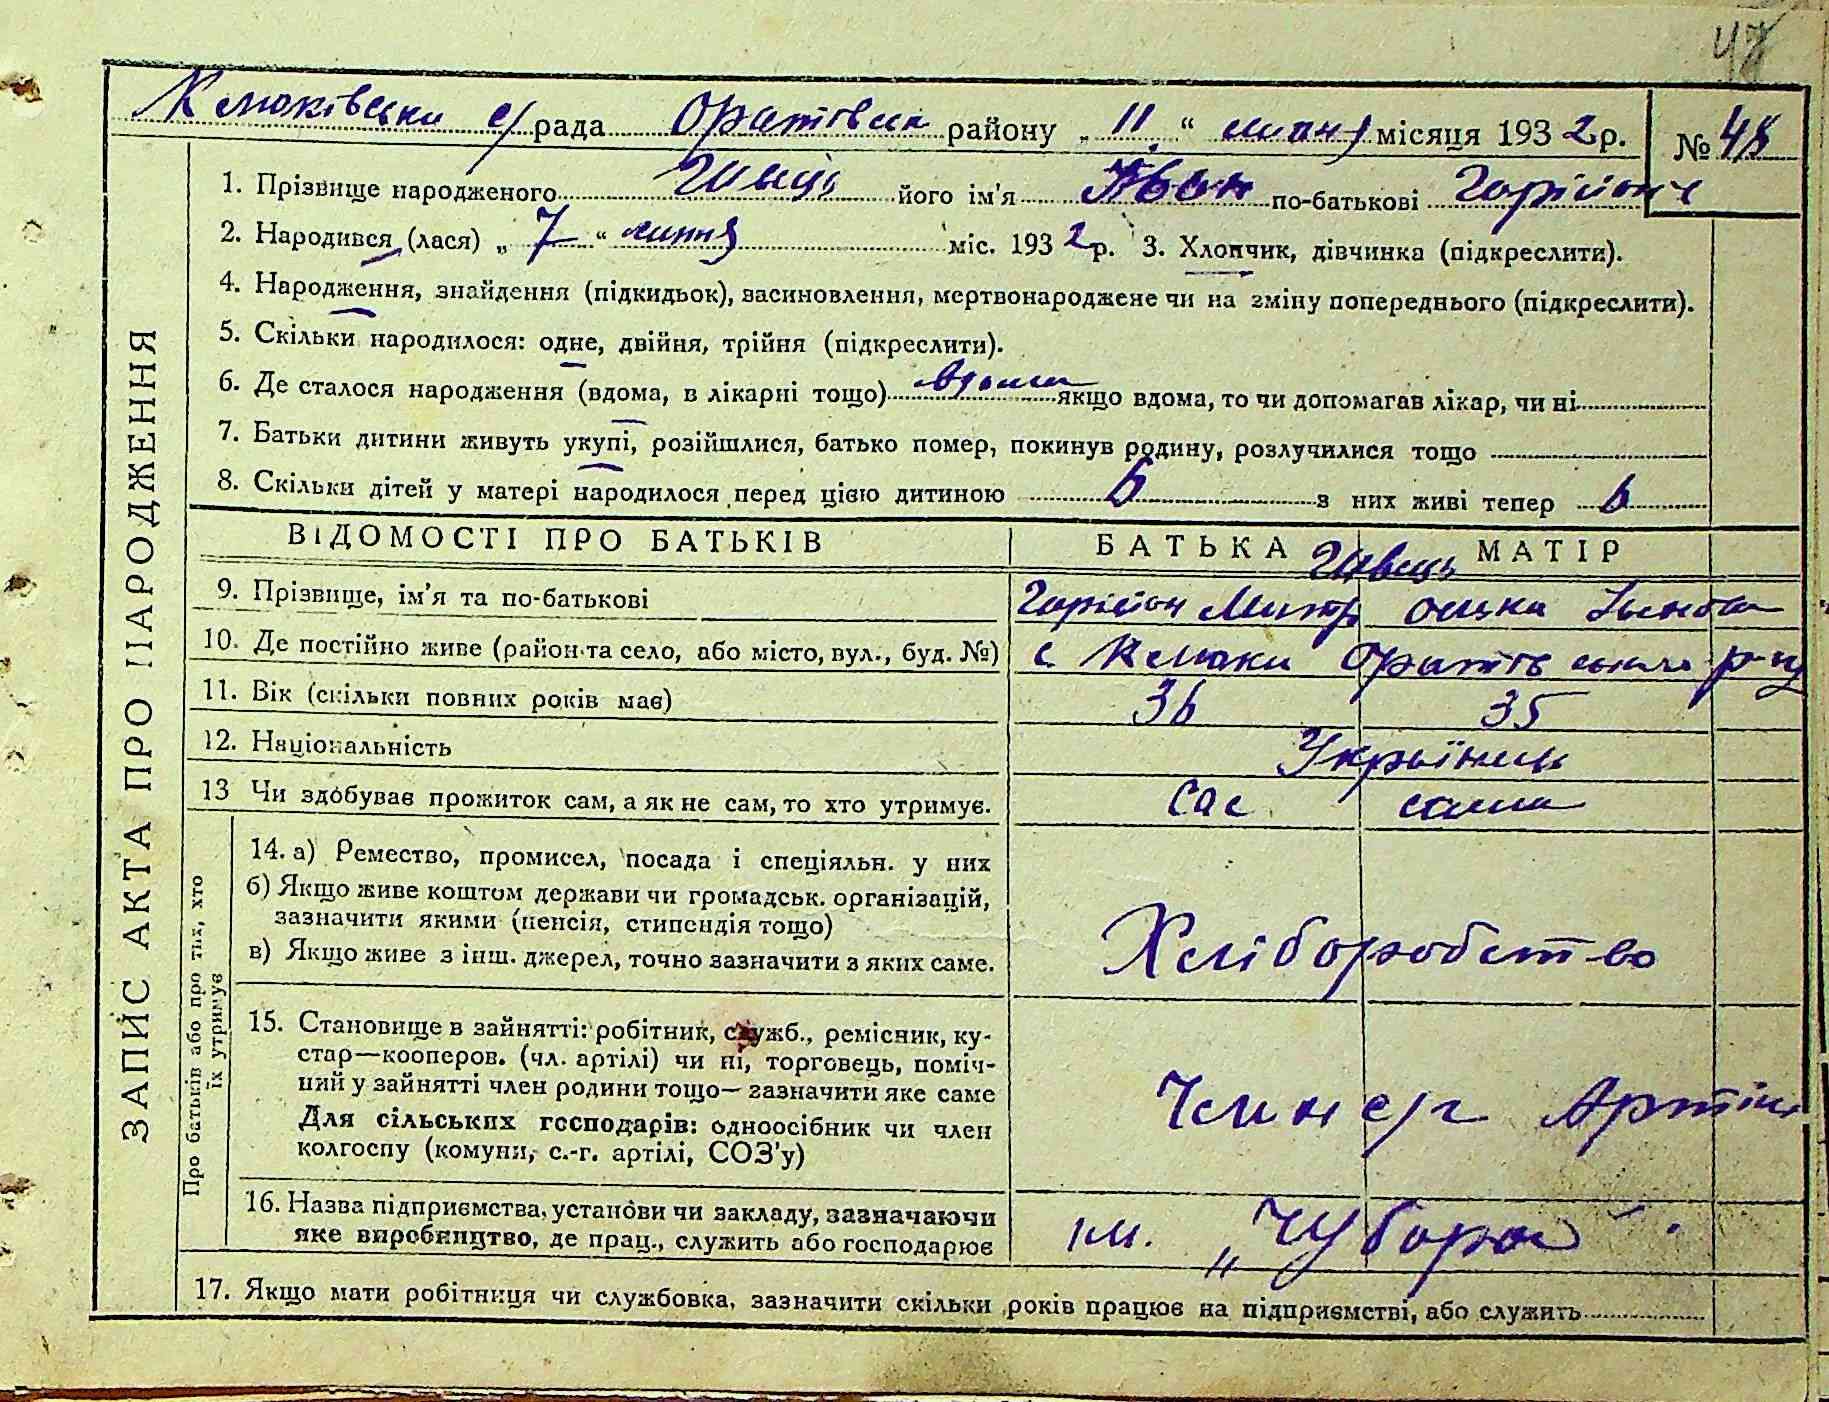 47
Клюківська с/рада Оратівськ району „ 11 “ липня місяця 1932 р. № 48
1. Прізвище народженого Швець його ім'я Іван по-батькові
2. Народився (лася) „ 7 “ липня міс. 1932 р. 3. Хлопчик, дівчинка (підкреслити).
4. Народження, знайдення (підкидьок), васиновлення, мертвонароджене чи на зміну попереднього (підкреслити).
5. Скільки народилося: одне, двійня, трійня (підкреслити).
6. Де сталося народження (вдома, в лікарні тощо) вдома якщо вдома, то чи допомагав лікар, чи ні
7. Батьки дитини живуть укупі, розійшлися, батько помер, покинув родину, розлучилися тощо
8. Скільки дітей у матері народилося перед цією дитиною 6 з них живі тепер 6
ВІДОМОСТІ ПРО БАТЬКІВ БАТЬКА МАТІР
Швець
9. Прізвище, ім'я та по-батькові Митр
10. Де постійно живе (район та село, або місто, вул., буд. №) с. Клюки Оратівського р-ну
11. Вік (скільки повних років має) 36 35
12. Національність Українець
13 Чи здобуває прожиток сам, а як не сам, то хто утримує. сам сама
14. а) Ремество, промисел, посада і спеціяльн. у них
б) Якщо живе коштом держави чи громадськ. організацій,
зазначити якими (пенсія, стипендія тощо)
в) Якщо живе з інш. джерел, точно зазначити з яких саме.
Хліборобство
15. Становище в зайнятті: робітник, служб., ремісник, ку-
стар—кооперов. (чл. артілі) чи ні, торговець, поміч-
ний у зайнятті член родини тощо— зазначити яке саме
Для сільських господарів: одноосібник чи член
колгоспу (комуни, с.-г. артілі, СОЗ'у)
Артіл
16. Назва підприємства, установи чи закладу, зазначаючи
яке виробництво, де прац., служить або господарює
ім. „Чубаря“.
17. Якщо мати робітниця чи службовка, зазначити скільки років працює на підприємстві, або служить
ЗАПИС АКТА ПРО НАРОДЖЕННЯ
Про батьків або про тих, хто
їх утримує